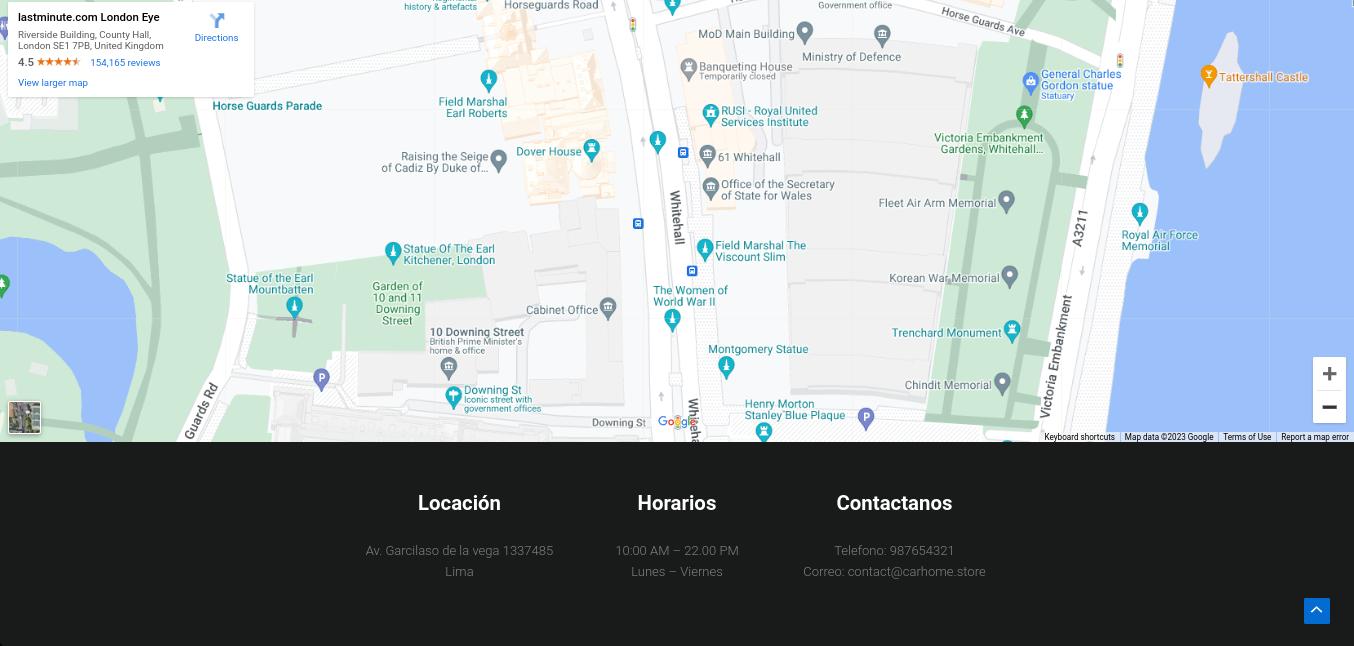 lastminute.com London Eye
Riverside Building, County Hall,
London SE1 7PB, United Kingdom
4.5
154,165 reviews
View larger map
Directions
history & artefacts
Horseguards Road
Government office
Horse Guards Ave
MoD Main Building
Ministry of Defence
Banqueting House
Temporarily closed
General Charles
Gordon statue
Statuary
Tattershall Castle
Horse Guards Parade
Field Marshal
Earl Roberts
RUSI - Royal United
Services Institute
Victoria Embankment
Gardens, Whitehall...
Dover House
Raising the Seige
of Cadiz By Duke of...
61 Whitehall
Office of the Secretary
of State for Wales
Fleet Air Arm Memorial
Whitehall
A3211
Royal Air Force
Memorial
Statue Of The Earl
Kitchener, London
Field Marshal The
Viscount Slim
Statue of the Earl
Mountbatten
Korean War Memorial
Garden of
10 and 11
Downing
Street
The Women of
World War II
Cabinet Office
10 Downing Street
British Prime Minister's
home & office
Trenchard Monument
Montgomery Statue
Victoria Embankment
Chindit Memorial
Downing St
Iconic street with
government offices
Guards Rd
Henry Morton
Stanley Blue Plaque
Downing St
Google
Whiteha
Keyboard shortcuts
Map data ©2023 Google
Terms of Use
Report a map error
Locación
Horarios
Contactanos
Av. Garcilaso de la vega 1337485
Lima
10:00 AM – 22.00 PM
Lunes – Viernes
Telefono: 987654321
Correo: contact@carhome.store